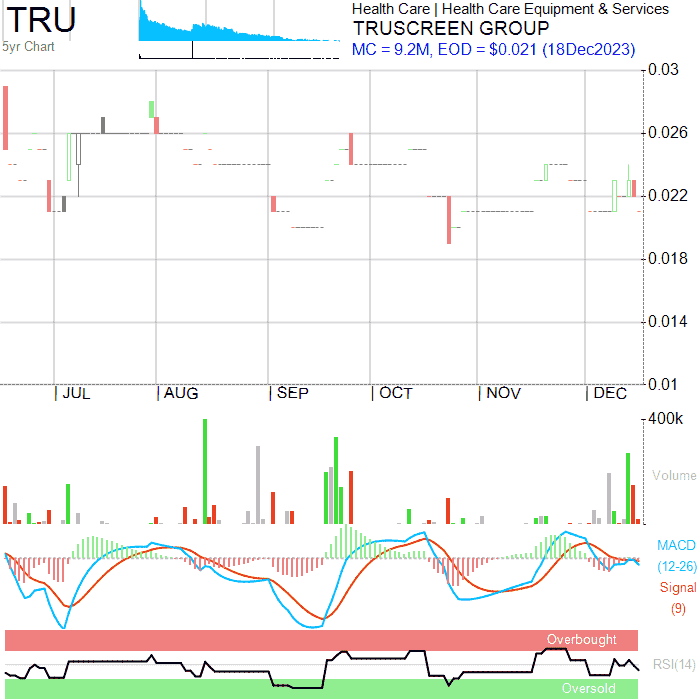 TRU
5yr Chart
Health Care | Health Care Equipment & Services
TRUSCREEN GROUP
MC = 9.2M, EOD = $0.021 (18Dec2023)
0.03
0.026
0.022
0.018
0.014
0.01
| JUL | AUG | SEP | OCT | NOV | DEC
400k
Volume
MACD
(12-26)
Signal
(9)
Overbought
RSI(14)
Oversold